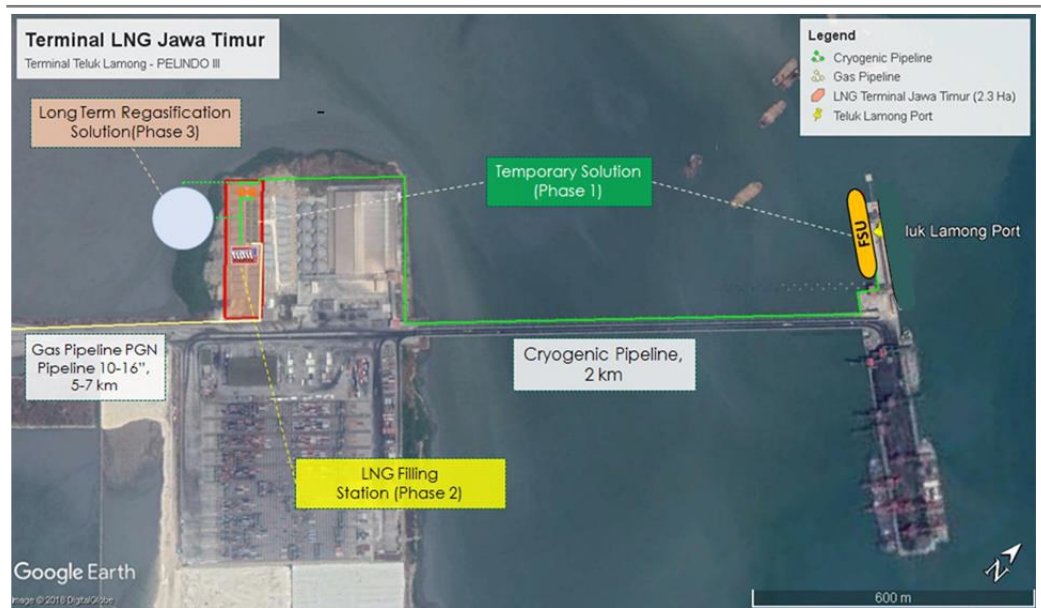 Terminal LNG Jawa Timur
Terminal Teluk Lamong - PELINDO III
Legend
Cryogenic Pipeline
Gas Pipeline
LNG Terminal Jawa Timur (2.3 Ha)
Teluk Lamong Port
Long Term Regasification
Solution(Phase 3)
Temporary Solution
(Phase 1)
FSU
luk Lamong Port
Gas Pipeline PGN
Pipeline 10-16”,
5-7 km
Cryogenic Pipeline,
2 km
LNG Filling
Station (Phase 2)
Google Earth
Image © 2018 DigitalGlobe
N
600 m